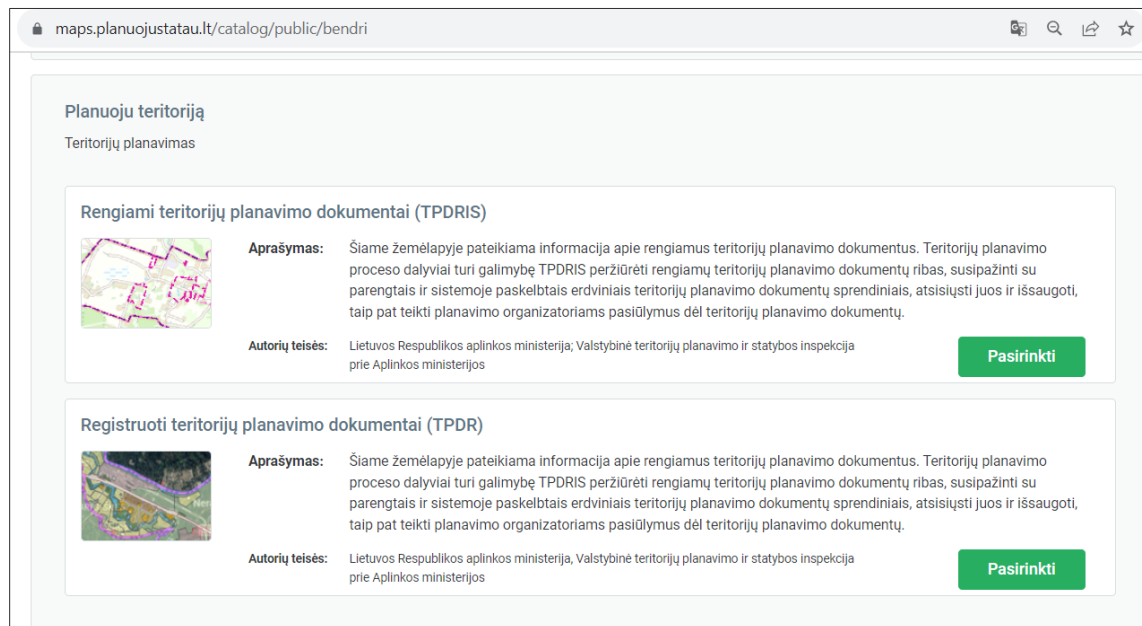 maps.planuojustatau.lt/catalog/public/bendri
Planuoju teritoriją
Teritorijų planavimas
Rengiami teritorijų planavimo dokumentai (TPDRIS)
Aprašymas: Šiame žemėlapyje pateikiama informacija apie rengiamus teritorijų planavimo dokumentus. Teritorijų planavimo
proceso dalyviai turi galimybę TPDRIS peržiūrėti rengiamų teritorijų planavimo dokumentų ribas, susipažinti su
parengtais ir sistemoje paskelbtais erdviniais teritorijų planavimo dokumentų sprendiniais, atsisiųsti juos ir išsaugoti,
taip pat teikti planavimo organizatoriams pasiūlymus dėl teritorijų planavimo dokumentų.
Autorių teisės: Lietuvos Respublikos aplinkos ministerija; Valstybinė teritorijų planavimo ir statybos inspekcija
prie Aplinkos ministerijos
Pasirinkti
Registruoti teritorijų planavimo dokumentai (TPDR)
Aprašymas: Šiame žemėlapyje pateikiama informacija apie rengiamus teritorijų planavimo dokumentus. Teritorijų planavimo
proceso dalyviai turi galimybę TPDRIS peržiūrėti rengiamų teritorijų planavimo dokumentų ribas, susipažinti su
parengtais ir sistemoje paskelbtais erdviniais teritorijų planavimo dokumentų sprendiniais, atsisiųsti juos ir išsaugoti,
taip pat teikti planavimo organizatoriams pasiūlymus dėl teritorijų planavimo dokumentų.
Autorių teisės: Lietuvos Respublikos aplinkos ministerija, Valstybinė teritorijų planavimo ir statybos inspekcija
prie Aplinkos ministerijos
Pasirinkti